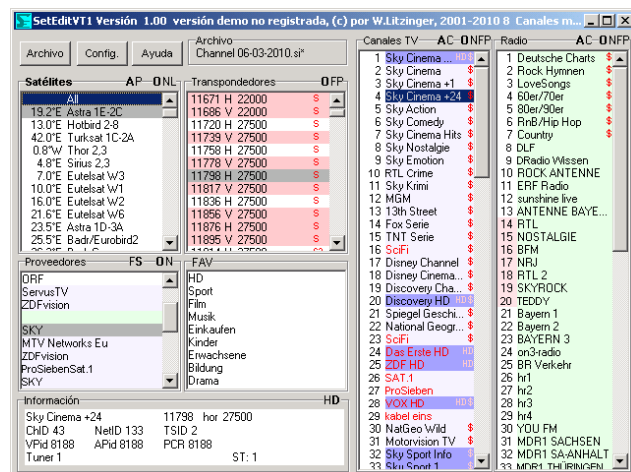 SetEditVT1 Versión 1.00 versión demo no registrada, (c) por W.Litzinger, 2001-2010 8 Canales m...
Archivo Config. Ayuda
Archivo
Channel 06-03-2010.si*
Satélites AP ONL
All
19.2°E Astra 1E-2C
13.0°E Hotbird 2-8
42.0°E Turksat 1C-2A
0.8°W Thor 2,3
4.8°E Sirius 2,3
7.0°E Eutelsat W3
10.0°E Eutelsat W1
16.0°E Eutelsat W2
21.6°E Eutelsat W6
23.5°E Astra 1D-3A
25.5°E Badr/Eurobird2
Transpondedores OFP
11671 H 22000 S
11686 V 22000 S
11720 H 27500 S
11739 V 27500 S
11758 H 27500 S
11778 V 27500 S
11798 H 27500 S
11817 V 27500 S
11836 H 27500 S
11856 V 27500 S
11876 H 27500 S
11895 V 27500 S
11914 H 27500
Proveedores FS ON
ORF
ServusTV
ZDFvision
SKY
MTV Networks Eu
ZDFvision
ProSiebenSat.1
SKY
FAV
HD
Sport
Film
Musik
Einkaufen
Kinder
Erwachsene
Bildung
Drama
Información HD
Sky Cinema +24 11798 hor 27500
ChID 43 NetID 133 TSID 2
VPid 8188 APid 8188 PCR 8188
Tuner 1 ST: 1
Canales TV AC ONFP
1 Sky Cinema ... HD $
2 Sky Cinema $
3 Sky Cinema +1 $
4 Sky Cinema +24 $
5 Sky Action $
6 Sky Comedy $
7 Sky Cinema Hits $
8 Sky Nostalgie $
9 Sky Emotion $
10 RTL Crime $
11 Sky Krimi $
12 MGM $
13 13th Street $
14 Fox Serie $
15 TNT Serie $
16 SciFi $
17 Disney Channel $
18 Disney Cinema... $
19 Discovery Cha... $
20 Discovery HD HD $
21 Spiegel Geschi... $
22 National Geogr... $
23 SciFi $
24 Das Erste HD HD
25 ZDF HD HD
26 SAT.1
27 ProSieben
28 VOX HD HD $
29 kabel eins
30 NatGeo Wild $
31 Motorvision TV $
32 Sky Sport Info $
33 Sky Sport 1 $
Radio AC ONFP
1 Deutsche Charts $
2 Rock Hymnen $
3 LoveSongs $
4 60er/70er $
5 80er/90er $
6 RnB/Hip Hop $
7 Country $
8 DLF
9 DRadio Wissen
10 ROCK ANTENNE
11 ERF Radio
12 sunshine live
13 ANTENNE BAYE...
14 RTL
15 NOSTALGIE
16 BFM
17 NRJ
18 RTL 2
19 SKYROCK
20 TEDDY
21 Bayern 1
22 Bayern 2
23 BAYERN 3
24 on3-radio
25 BR Verkehr
26 hr1
27 hr2
28 hr3
29 hr4
30 YOU FM
31 MDR1 SACHSEN
32 MDR1 SA-ANHALT
33 MDR1 THÜRINGEN